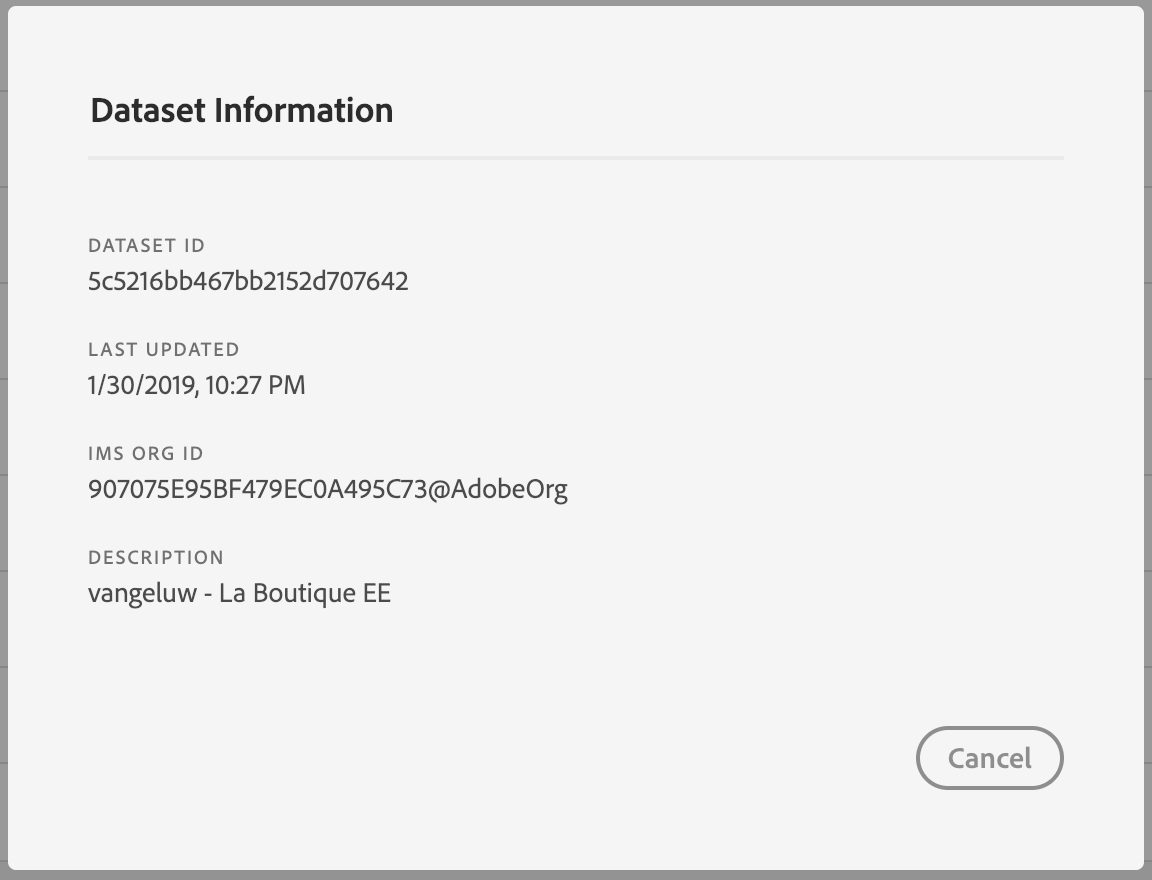 Dataset Information
DATASET ID
5c5216bb467bb2152d707642
LAST UPDATED
1/30/2019, 10:27 PM
IMS ORG ID
907075E95BF479EC0A495C73@AdobeOrg
DESCRIPTION
vangeluw - La Boutique EE
Cancel